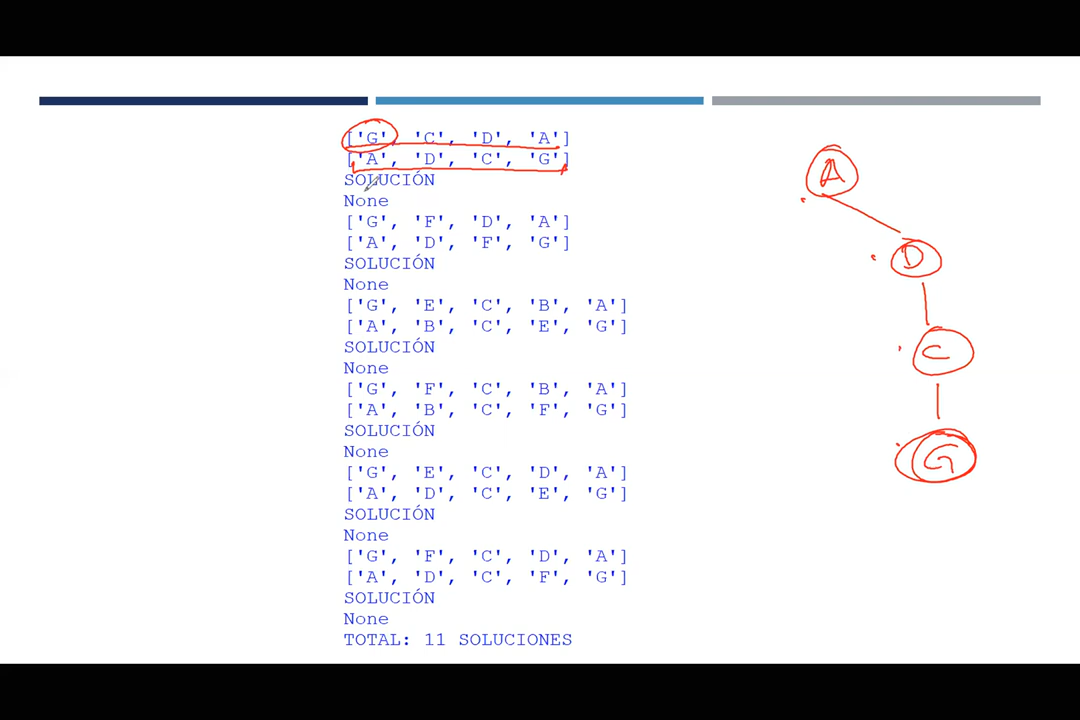 ['G', 'C', 'D', 'A']
['A', 'D', 'C', 'G']
SOLUCIÓN
None
['G', 'F', 'D', 'A']
['A', 'D', 'F', 'G']
SOLUCIÓN
None
['G', 'E', 'C', 'B', 'A']
['A', 'B', 'C', 'E', 'G']
SOLUCIÓN
None
['G', 'F', 'C', 'B', 'A']
['A', 'B', 'C', 'F', 'G']
SOLUCIÓN
None
['G', 'E', 'C', 'D', 'A']
['A', 'D', 'C', 'E', 'G']
SOLUCIÓN
None
['G', 'F', 'C', 'D', 'A']
['A', 'D', 'C', 'F', 'G']
SOLUCIÓN
None
TOTAL: 11 SOLUCIONES
A
D
C
G